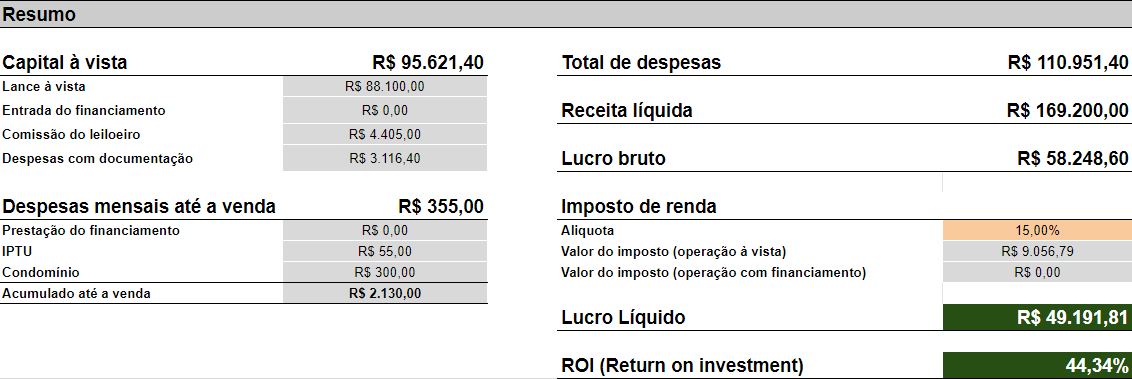 Resumo
Capital à vista R$ 95.621,40
Lance à vista R$ 88.100,00
Entrada do financiamento R$ 0,00
Comissão do leiloeiro R$ 4.405,00
Despesas com documentação R$ 3.116,40
Despesas mensais até a venda R$ 355,00
Prestação do financiamento R$ 0,00
IPTU R$ 55,00
Condomínio R$ 300,00
Acumulado até a venda R$ 2.130,00
Total de despesas R$ 110.951,40
Receita líquida R$ 169.200,00
Lucro bruto R$ 58.248,60
Imposto de renda
Aliquota 15,00%
Valor do imposto (operação à vista) R$ 9.056,79
Valor do imposto (operação com financiamento) R$ 0,00
Lucro Líquido R$ 49.191,81
ROI (Return on investment) 44,34%